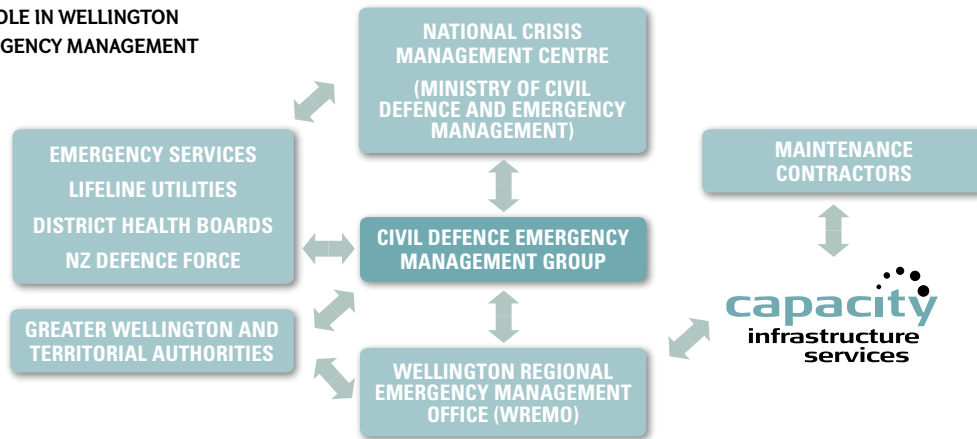 OLE IN WELLINGTON
GENCY MANAGEMENT
NATIONAL CRISIS
MANAGEMENT CENTRE
(MINISTRY OF CIVIL
DEFENCE AND EMERGENCY
MANAGEMENT)
EMERGENCY SERVICES
LIFELINE UTILITIES
DISTRICT HEALTH BOARDS
NZ DEFENCE FORCE
MAINTENANCE
CONTRACTORS
CIVIL DEFENCE EMERGENCY
MANAGEMENT GROUP
GREATER WELLINGTON AND
TERRITORIAL AUTHORITIES
capacity
infrastructure
services
WELLINGTON REGIONAL
EMERGENCY MANAGEMENT
OFFICE (WREMO)